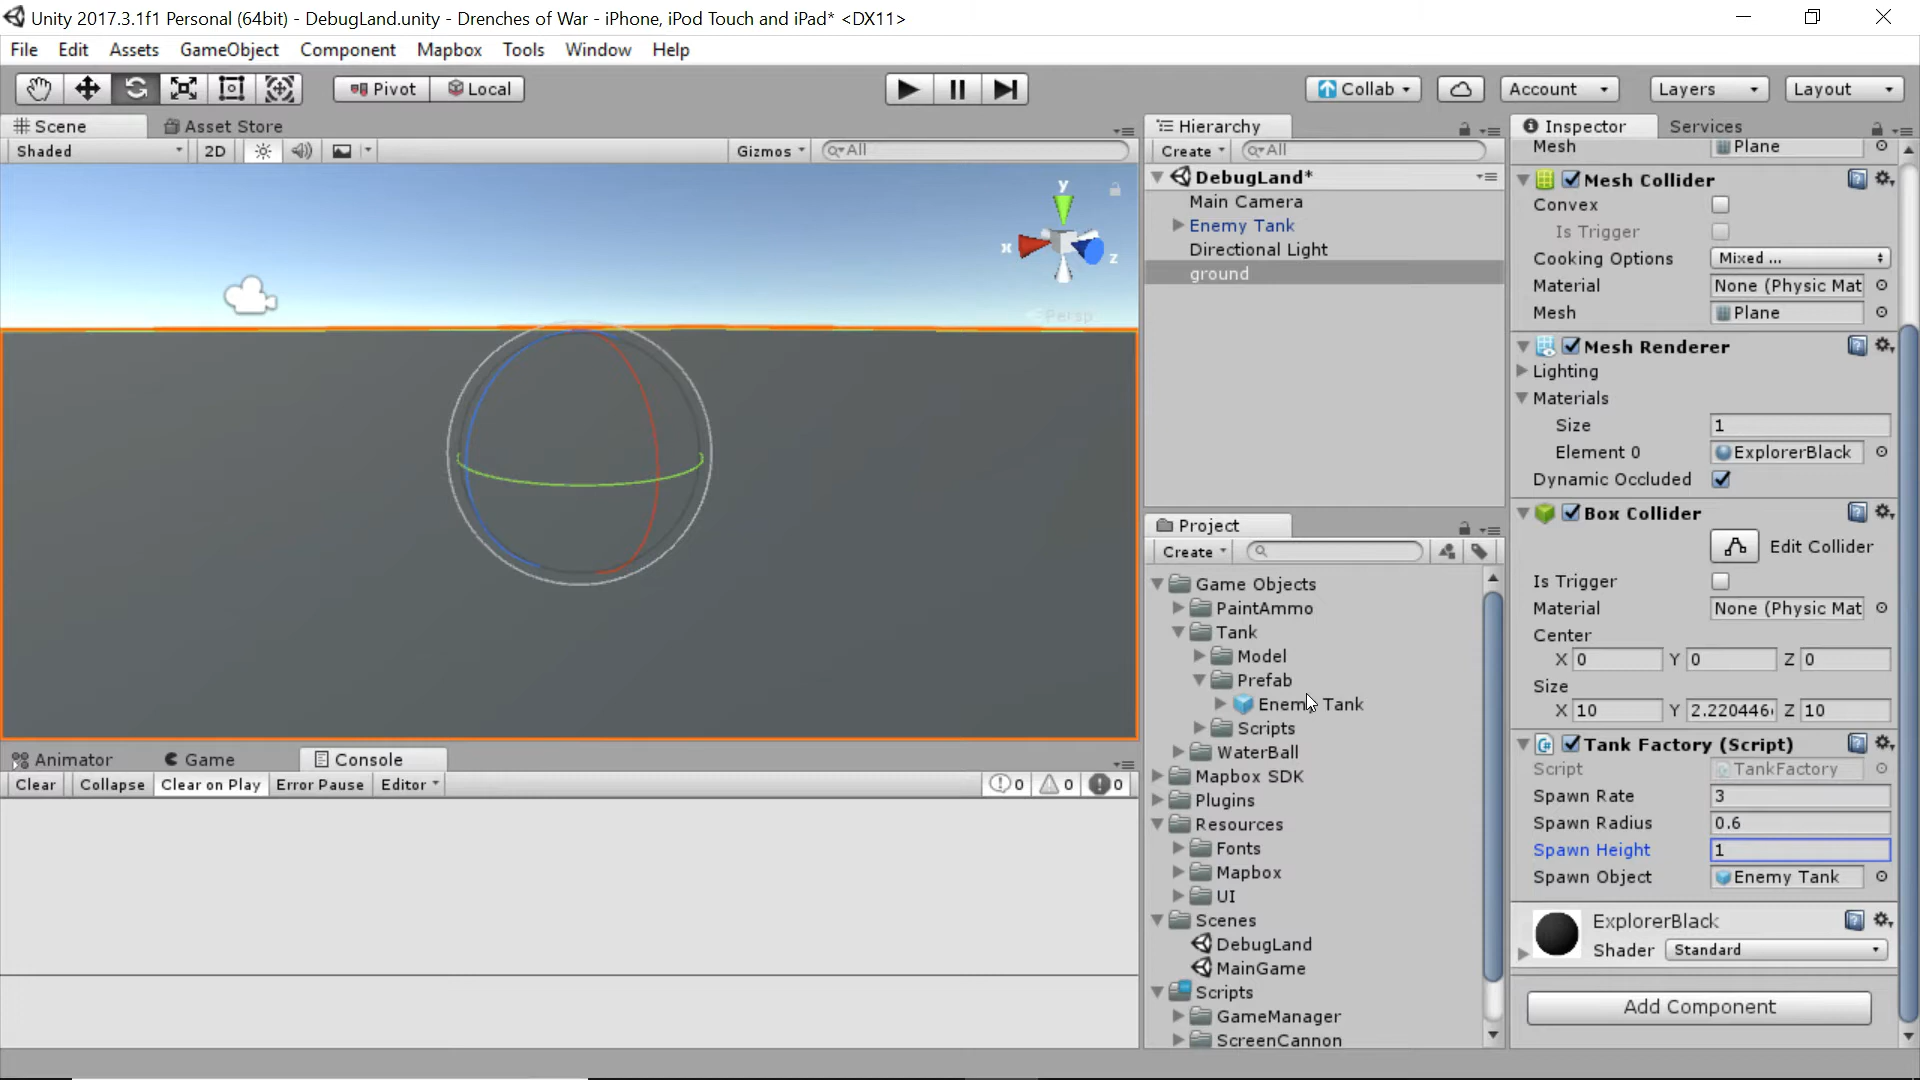 Unity 2017.3.1f1 Personal (64bit) - DebugLand.unity - Drenches of War - iPhone, iPod Touch and iPad* <DX11>
File Edit Assets GameObject Component Mapbox Tools Window Help
Pivot Local Collab Account Layers Layout
Scene Asset Store
Shaded 2D Gizmos All
y
x
z
Persp
Animator Game Console
Clear Collapse Clear on Play Error Pause Editor 0 0 0
Hierarchy
Create All
DebugLand*
Main Camera
Enemy Tank
Directional Light
ground
Project
Create
Game Objects
PaintAmmo
Tank
Model
Prefab
Enemy Tank
Scripts
WaterBall
Mapbox SDK
Plugins
Resources
Fonts
Mapbox
UI
Scenes
DebugLand
MainGame
Scripts
GameManager
ScreenCannon
Inspector Services
Mesh Plane
Mesh Collider
Convex
Is Trigger
Cooking Options Mixed ...
Material None (Physic Mat
Mesh Plane
Mesh Renderer
Lighting
Materials
Size 1
Element 0 ExplorerBlack
Dynamic Occluded
Box Collider
Edit Collider
Is Trigger
Material None (Physic Mat
Center
X 0 Y 0 Z 0
Size
X 10 Y 2.220446 Z 10
Tank Factory (Script)
Script TankFactory
Spawn Rate 3
Spawn Radius 0.6
Spawn Height 1
Spawn Object Enemy Tank
ExplorerBlack
Shader Standard
Add Component